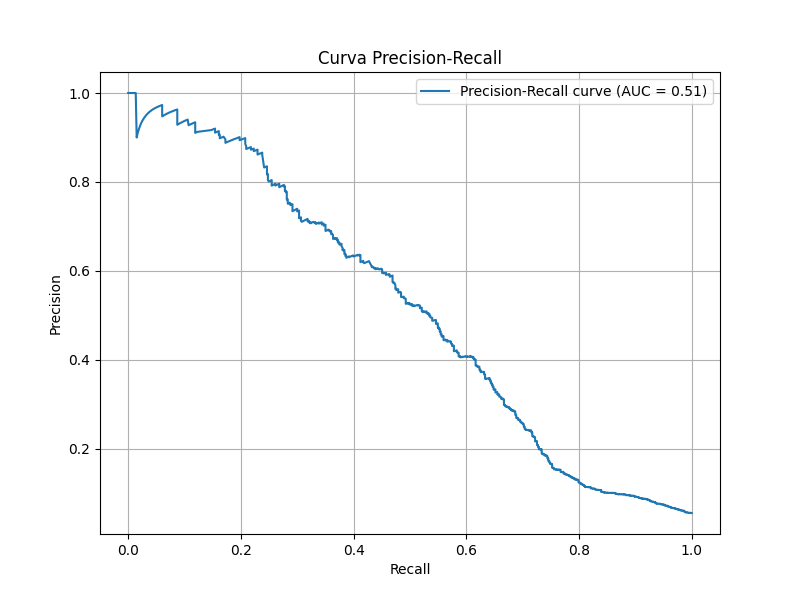 Curva Precision-Recall
Precision-Recall curve (AUC = 0.51)
1.0
0.8
0.6
0.4
0.2
Precision
0.0 0.2 0.4 0.6 0.8 1.0
Recall